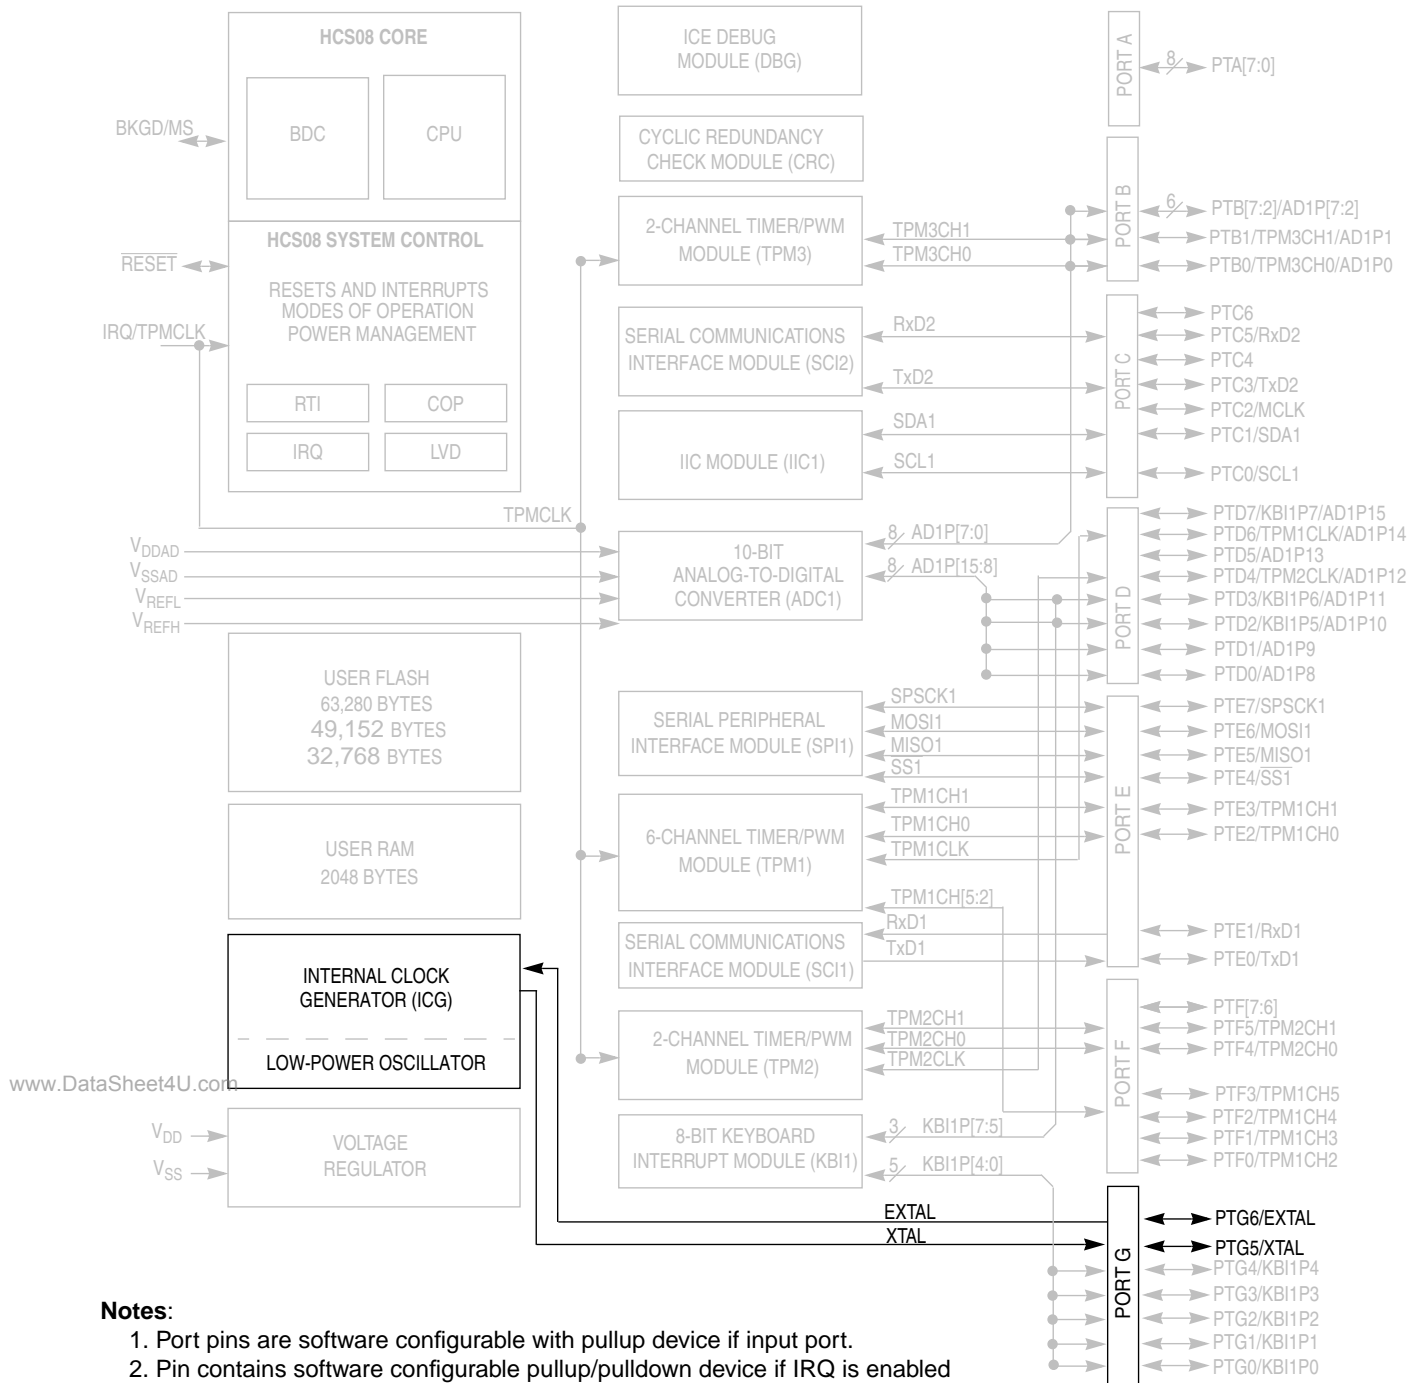 HCS08 CORE
BDC
CPU
BKGD/MS
HCS08 SYSTEM CONTROL
RESET
RESETS AND INTERRUPTS
MODES OF OPERATION
POWER MANAGEMENT
IRQ/TPMCLK
RTI
COP
IRQ
LVD
TPMCLK
VDDAD
VSSAD
VREFL
VREFH
USER FLASH
63,280 BYTES
49,152 BYTES
32,768 BYTES
USER RAM
2048 BYTES
INTERNAL CLOCK
GENERATOR (ICG)
LOW-POWER OSCILLATOR
www.DataSheet4U.com
VDD
VSS
VOLTAGE
REGULATOR
ICE DEBUG
MODULE (DBG)
CYCLIC REDUNDANCY
CHECK MODULE (CRC)
2-CHANNEL TIMER/PWM
MODULE (TPM3)
TPM3CH1
TPM3CH0
SERIAL COMMUNICATIONS
INTERFACE MODULE (SCI2)
RxD2
TxD2
IIC MODULE (IIC1)
SDA1
SCL1
10-BIT
ANALOG-TO-DIGITAL
CONVERTER (ADC1)
8 AD1P[7:0]
8 AD1P[15:8]
SERIAL PERIPHERAL
INTERFACE MODULE (SPI1)
SPSCK1
MOSI1
MISO1
SS1
6-CHANNEL TIMER/PWM
MODULE (TPM1)
TPM1CH1
TPM1CH0
TPM1CLK
TPM1CH[5:2]
SERIAL COMMUNICATIONS
INTERFACE MODULE (SCI1)
RxD1
TxD1
2-CHANNEL TIMER/PWM
MODULE (TPM2)
TPM2CH1
TPM2CH0
TPM2CLK
8-BIT KEYBOARD
INTERRUPT MODULE (KBI1)
3 KBI1P[7:5]
5 KBI1P[4:0]
EXTAL
XTAL
PORT A
8 PTA[7:0]
PORT B
6 PTB[7:2]/AD1P[7:2]
PTB1/TPM3CH1/AD1P1
PTB0/TPM3CH0/AD1P0
PORT C
PTC6
PTC5/RxD2
PTC4
PTC3/TxD2
PTC2/MCLK
PTC1/SDA1
PTC0/SCL1
PORT D
PTD7/KBI1P7/AD1P15
PTD6/TPM1CLK/AD1P14
PTD5/AD1P13
PTD4/TPM2CLK/AD1P12
PTD3/KBI1P6/AD1P11
PTD2/KBI1P5/AD1P10
PTD1/AD1P9
PTD0/AD1P8
PORT E
PTE7/SPSCK1
PTE6/MOSI1
PTE5/MISO1
PTE4/SS1
PTE3/TPM1CH1
PTE2/TPM1CH0
PTE1/RxD1
PTE0/TxD1
PORT F
PTF[7:6]
PTF5/TPM2CH1
PTF4/TPM2CH0
PTF3/TPM1CH5
PTF2/TPM1CH4
PTF1/TPM1CH3
PTF0/TPM1CH2
PORT G
PTG6/EXTAL
PTG5/XTAL
PTG4/KBI1P4
PTG3/KBI1P3
PTG2/KBI1P2
PTG1/KBI1P1
PTG0/KBI1P0
Notes:
1. Port pins are software configurable with pullup device if input port.
2. Pin contains software configurable pullup/pulldown device if IRQ is enabled